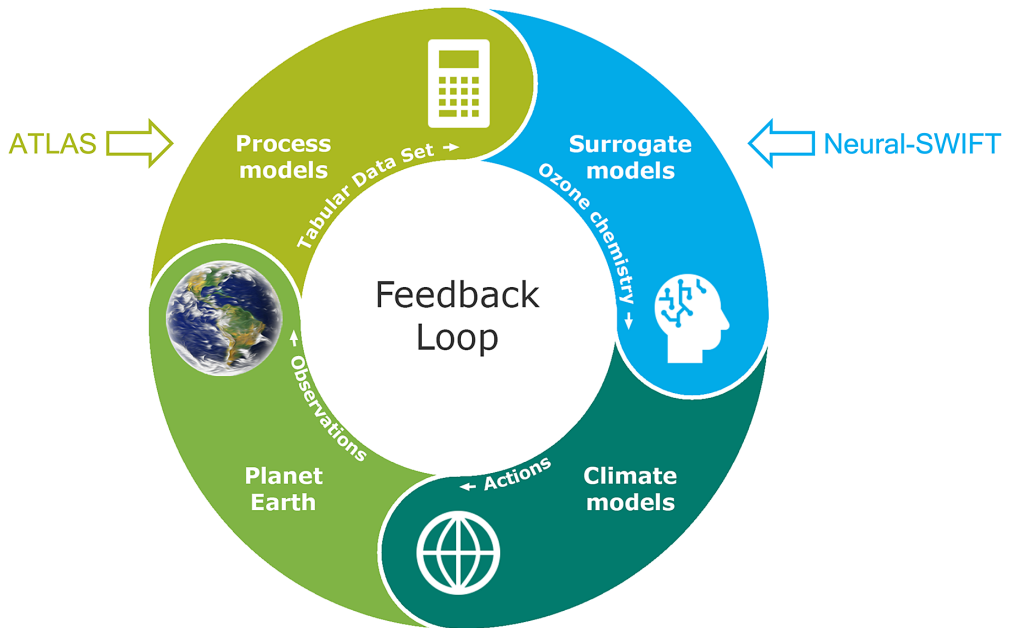 ATLAS
Process
models
Tabular Data Set →
Surrogate
models
Neural-SWIFT
Ozone chemistry →
Feedback
Loop
← Observations
Planet
Earth
← Actions
Climate
models